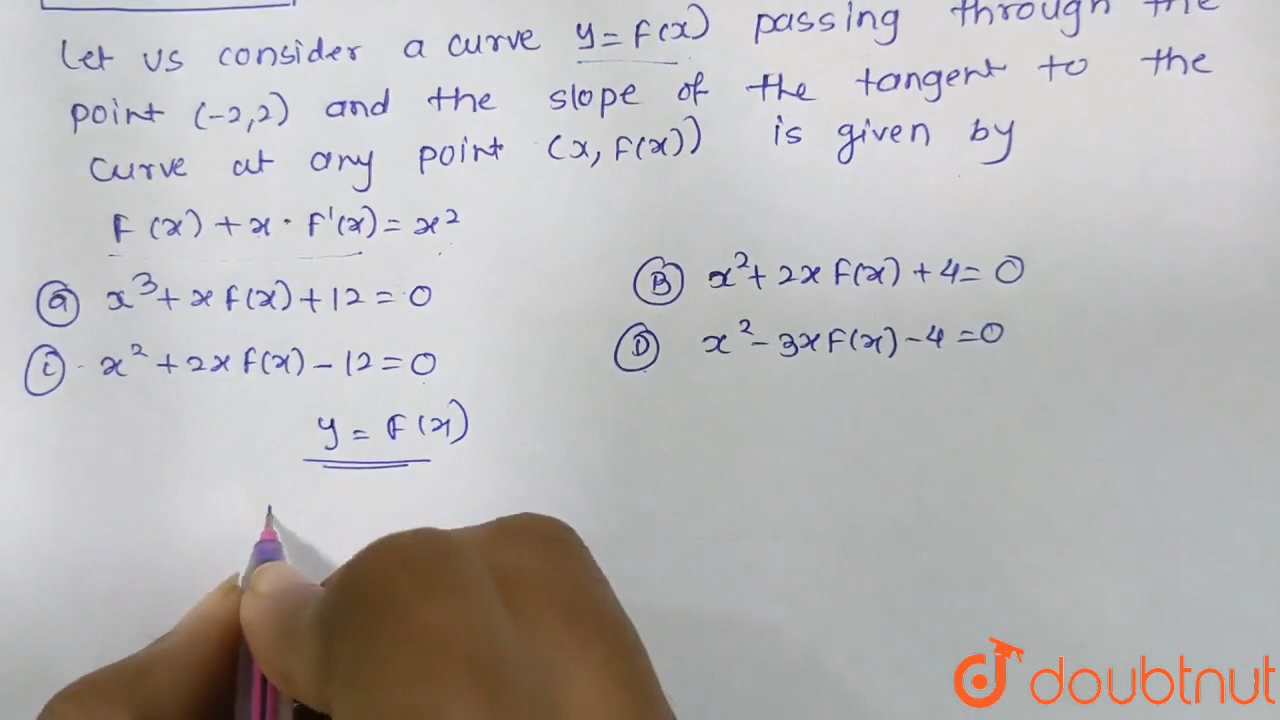 Let us consider a curve y = F(x) passing through the
point (-2,2) and the slope of the tangent to the
curve at any point (x, F(x)) is given by
F(x) + x · F'(x) = x²
(a) x³ + x F(x) + 12 = 0
(B) x² + 2x F(x) + 4 = 0
(C) x² + 2x F(x) - 12 = 0
(D) x² - 3x F(x) - 4 = 0
y = F(x)
doubtnut